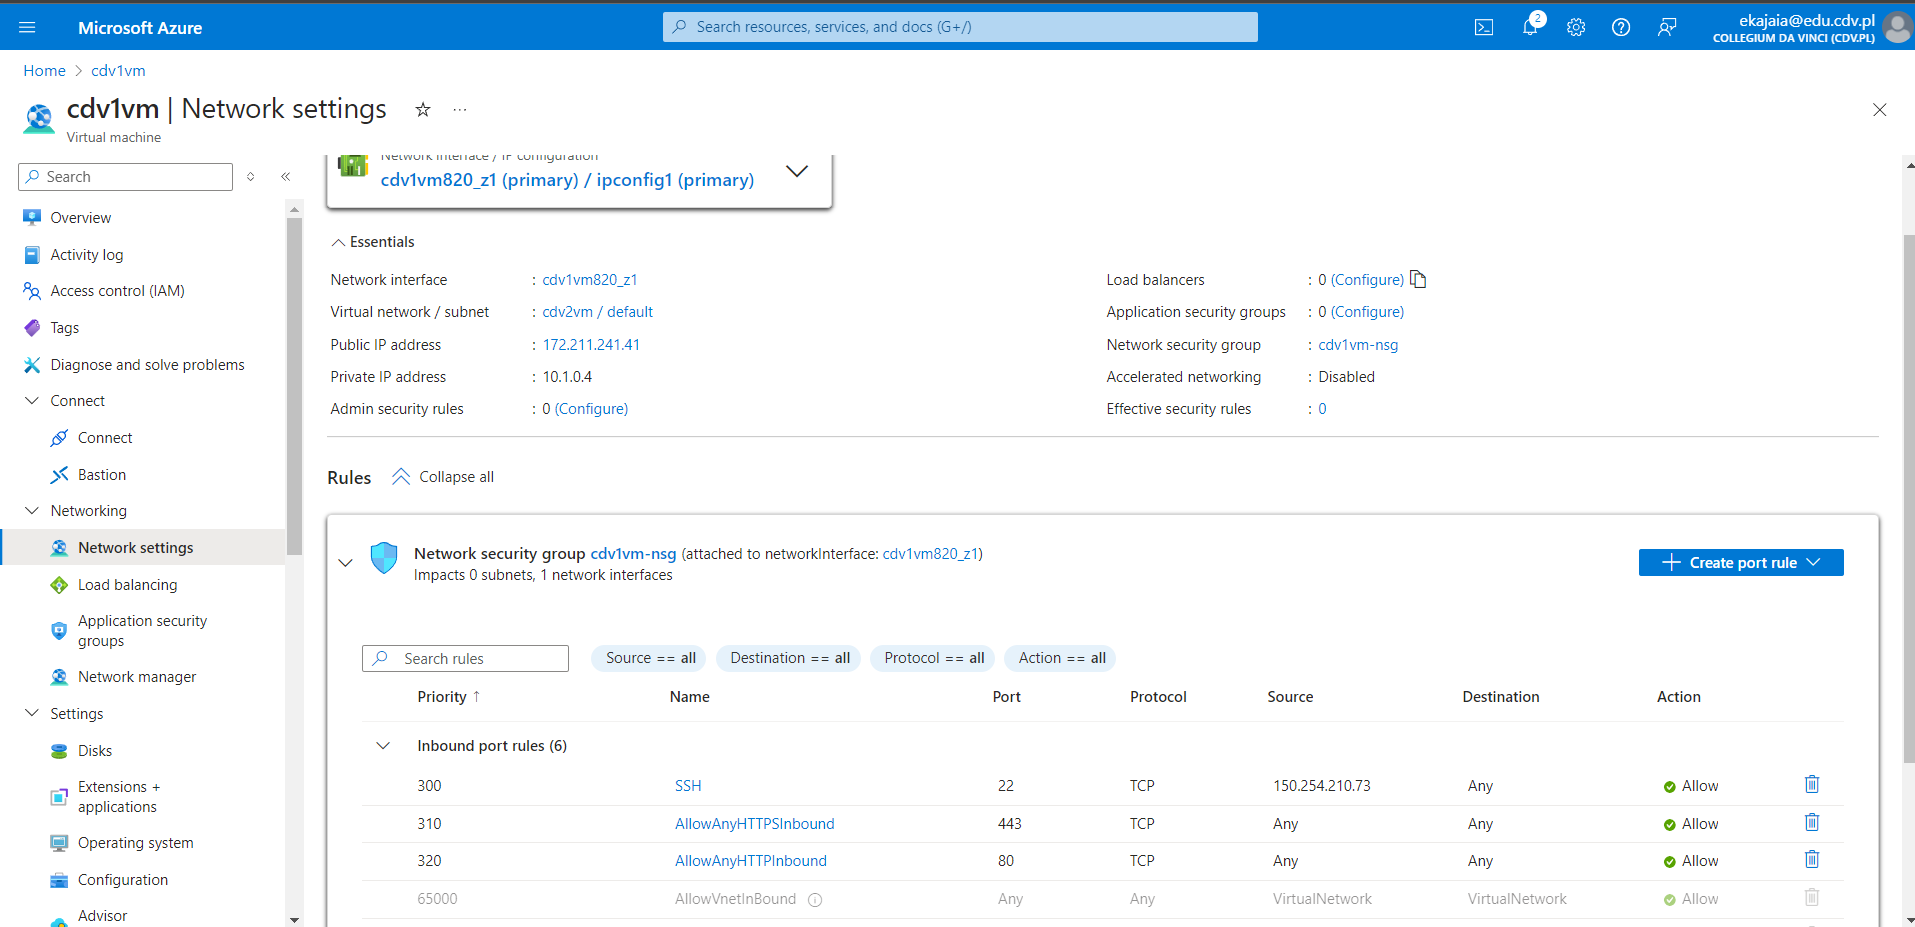 Microsoft Azure
Search resources, services, and docs (G+/)
2
ekajaia@edu.cdv.pl
COLLEGIUM DA VINCI (CDV.PL)
Home > cdv1vm
cdv1vm | Network settings
Virtual machine
Search
Overview
Activity log
Access control (IAM)
Tags
Diagnose and solve problems
Connect
Connect
Bastion
Networking
Network settings
Load balancing
Application security
groups
Network manager
Settings
Disks
Extensions +
applications
Operating system
Configuration
Advisor
Network interface / IP configuration
cdv1vm820_z1 (primary) / ipconfig1 (primary)
Essentials
Network interface : cdv1vm820_z1
Virtual network / subnet : cdv2vm / default
Public IP address : 172.211.241.41
Private IP address : 10.1.0.4
Admin security rules : 0 (Configure)
Load balancers : 0 (Configure)
Application security groups : 0 (Configure)
Network security group : cdv1vm-nsg
Accelerated networking : Disabled
Effective security rules : 0
Rules Collapse all
Network security group cdv1vm-nsg (attached to networkInterface: cdv1vm820_z1)
Impacts 0 subnets, 1 network interfaces
Create port rule
Search rules Source == all Destination == all Protocol == all Action == all
Priority ↑ Name Port Protocol Source Destination Action
Inbound port rules (6)
300 SSH 22 TCP 150.254.210.73 Any Allow
310 AllowAnyHTTPSInbound 443 TCP Any Any Allow
320 AllowAnyHTTPInbound 80 TCP Any Any Allow
65000 AllowVnetInBound Any Any VirtualNetwork VirtualNetwork Allow